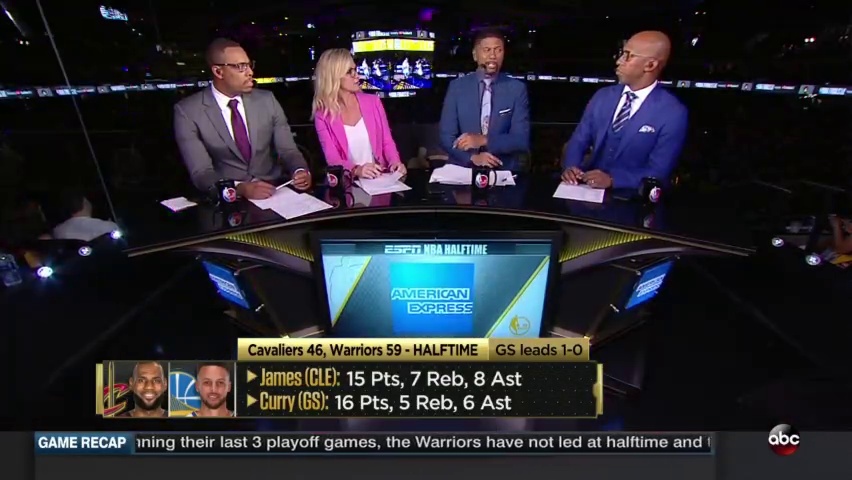 ESPN NBA HALFTIME
AMERICAN
EXPRESS
Cavaliers 46, Warriors 59 - HALFTIME GS leads 1-0
James (CLE): 15 Pts, 7 Reb, 8 Ast
Curry (GS): 16 Pts, 5 Reb, 6 Ast
GAME RECAP nning their last 3 playoff games, the Warriors have not led at halftime and t
abc